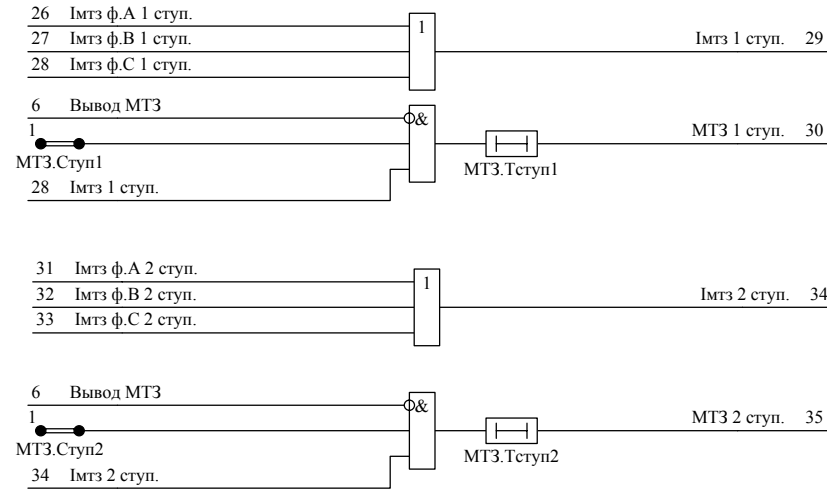 26 Iмтз ф.A 1 ступ.
1
27 Iмтз ф.B 1 ступ.
Iмтз 1 ступ. 29
28 Iмтз ф.C 1 ступ.
6 Вывод МТЗ
&
1
МТЗ 1 ступ. 30
МТЗ.Ступ1
МТЗ.Тступ1
28 Iмтз 1 ступ.
31 Iмтз ф.A 2 ступ.
1
32 Iмтз ф.B 2 ступ.
Iмтз 2 ступ. 34
33 Iмтз ф.C 2 ступ.
6 Вывод МТЗ
&
1
МТЗ 2 ступ. 35
МТЗ.Ступ2
МТЗ.Тступ2
34 Iмтз 2 ступ.